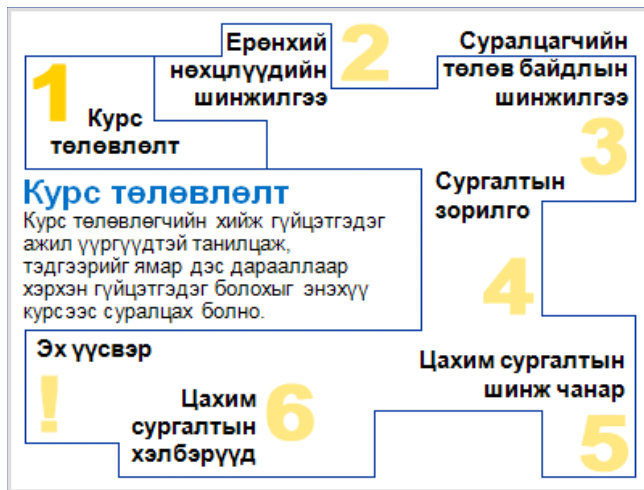 1
Курс
төлөвлөлт
2
Ерөнхий
нөхцлүүдийн
шинжилгээ
Суралцагчийн
төлөв байдлын
шинжилгээ
3
Курс төлөвлөлт
Курс төлөвлөгчийн хийж гүйцэтгэдэг
ажил үүргүүдтэй танилцаж,
тэдгээрийг ямар дэс дарааллаар
хэрхэн гүйцэтгэдэг болохыг энэхүү
курсээс суралцах болно.
Сургалтын
зорилго
4
Цахим сургалтын
шинж чанар
5
Цахим
сургалтын
хэлбэрүүд
6
Эх үүсвэр
!